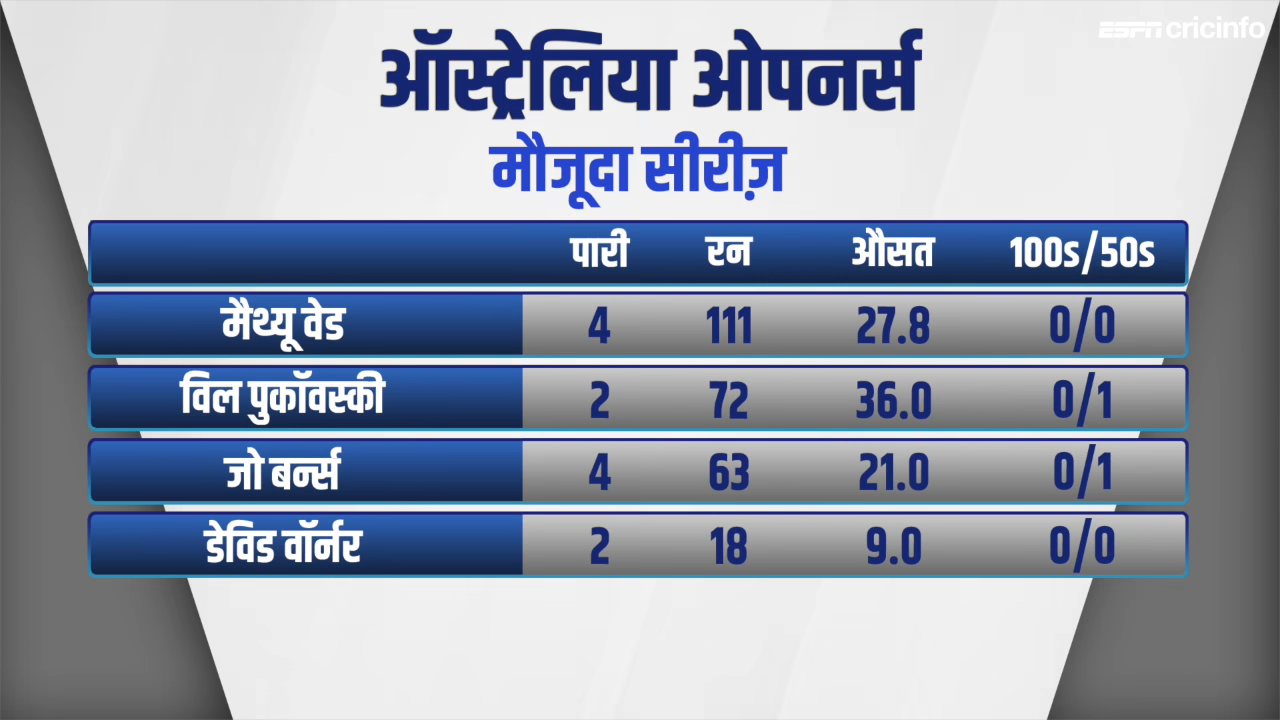 ESPN cricinfo
ऑस्ट्रेलिया ओपनर्स
मौजूदा सीरीज़
पारी रन औसत 100s/50s
मैथ्यू वेड 4 111 27.8 0/0
विल पुकॉवस्की 2 72 36.0 0/1
जो बर्न्स 4 63 21.0 0/1
डेविड वॉर्नर 2 18 9.0 0/0